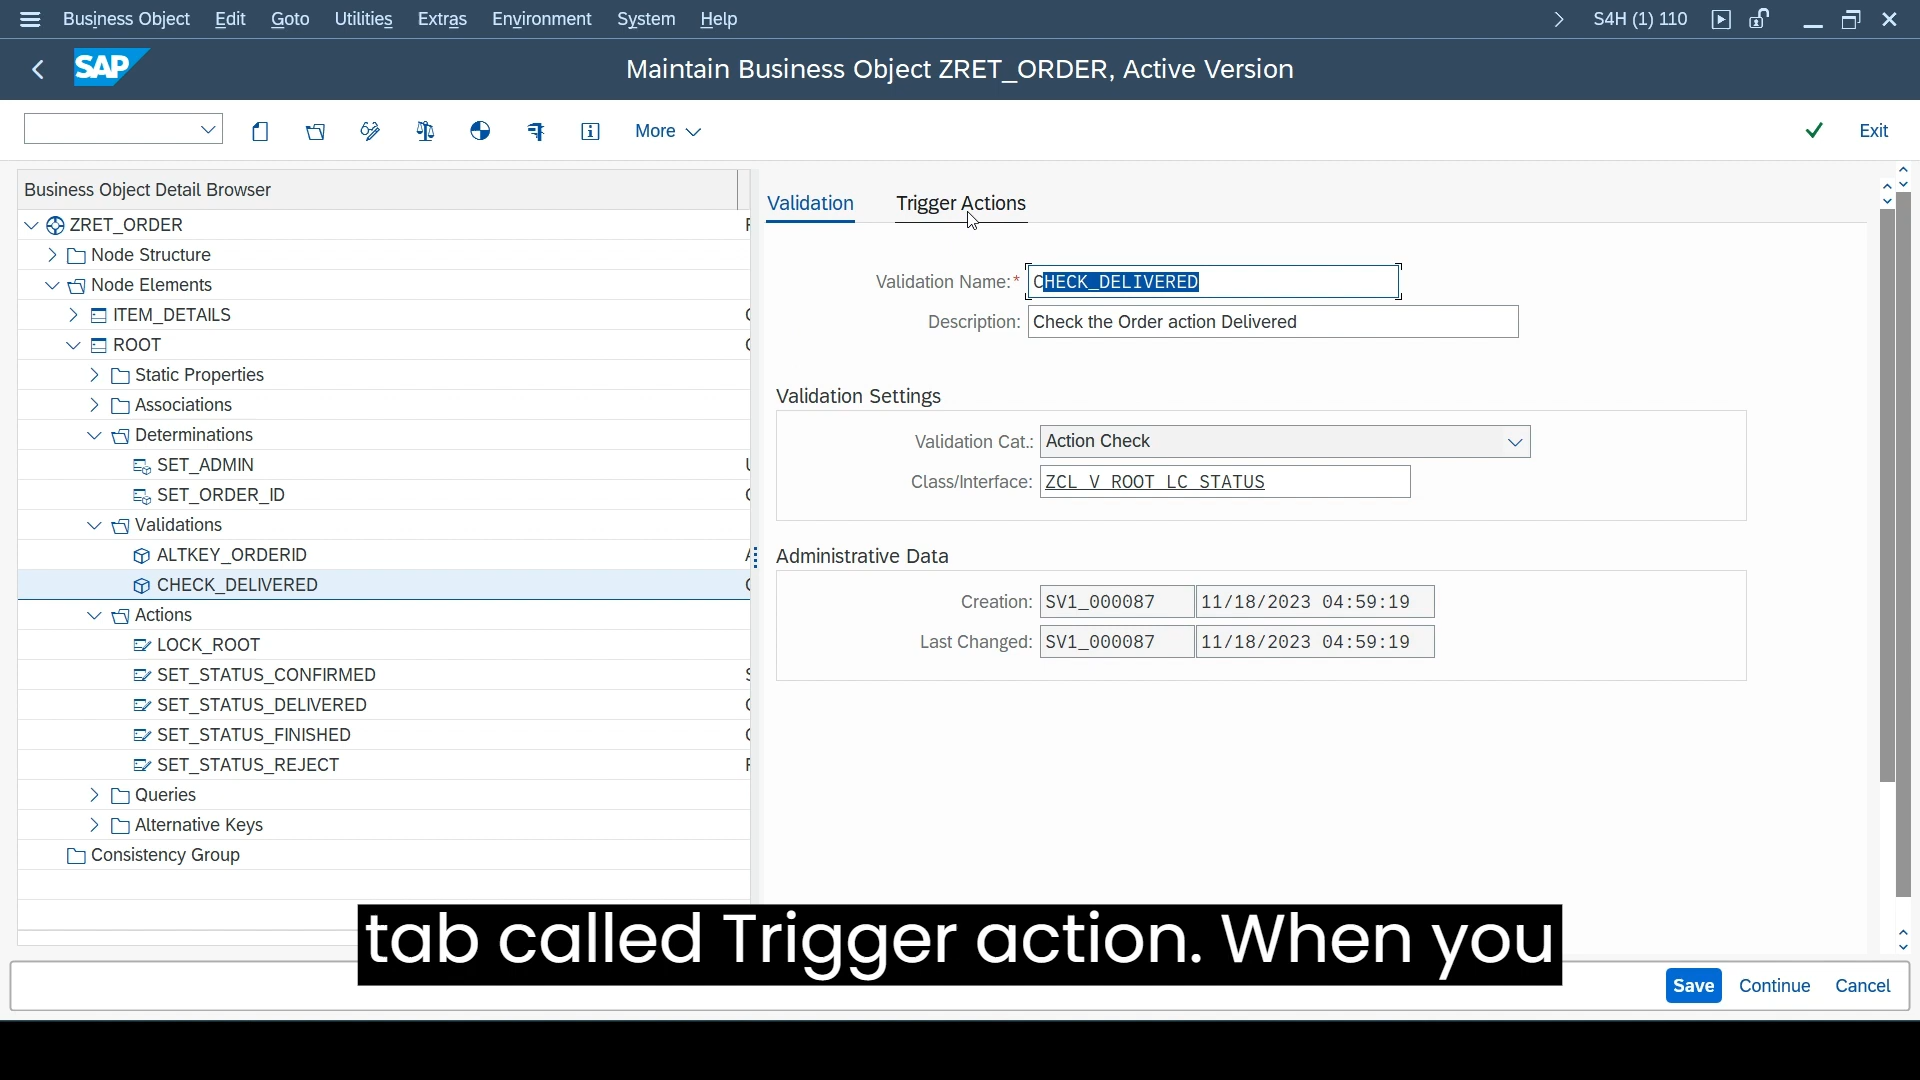 Business Object Edit Goto Utilities Extras Environment System Help S4H (1) 110
SAP Maintain Business Object ZRET_ORDER, Active Version
More Exit
Business Object Detail Browser
ZRET_ORDER
Node Structure
Node Elements
ITEM_DETAILS
ROOT
Static Properties
Associations
Determinations
SET_ADMIN
SET_ORDER_ID
Validations
ALTKEY_ORDERID
CHECK_DELIVERED
Actions
LOCK_ROOT
SET_STATUS_CONFIRMED
SET_STATUS_DELIVERED
SET_STATUS_FINISHED
SET_STATUS_REJECT
Queries
Alternative Keys
Consistency Group
Validation Trigger Actions
Validation Name:* CHECK_DELIVERED
Description: Check the Order action Delivered
Validation Settings
Validation Cat.: Action Check
Class/Interface: ZCL_V_ROOT_LC_STATUS
Administrative Data
Creation: SV1_000087 11/18/2023 04:59:19
Last Changed: SV1_000087 11/18/2023 04:59:19
tab called Trigger action. When you
Save Continue Cancel